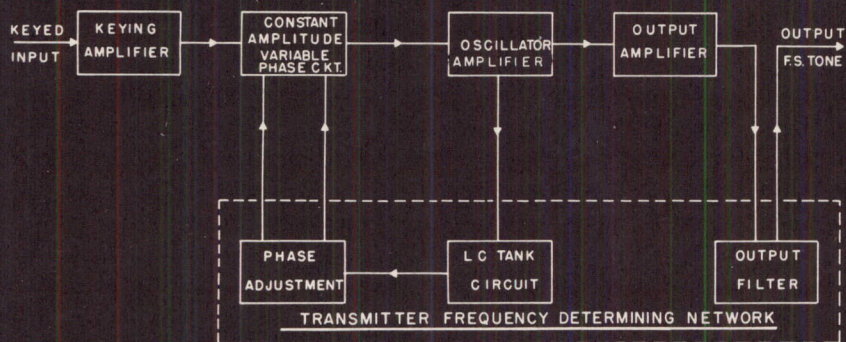 KEYED
INPUT
KEYING
AMPLIFIER
CONSTANT
AMPLITUDE
VARIABLE
PHASE CKT.
OSCILLATOR
AMPLIFIER
OUTPUT
AMPLIFIER
OUTPUT
F.S. TONE
PHASE
ADJUSTMENT
LC TANK
CIRCUIT
OUTPUT
FILTER
TRANSMITTER FREQUENCY DETERMINING NETWORK